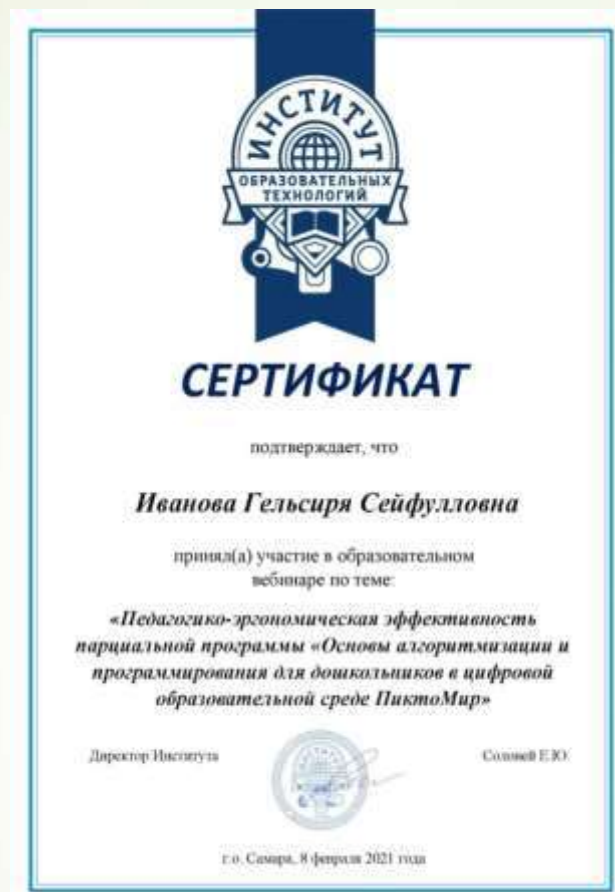 ИНСТИТУТ
ОБРАЗОВАТЕЛЬНЫХ
ТЕХНОЛОГИЙ
СЕРТИФИКАТ
подтверждает, что
Иванова Гельсиря Сейфулловна
принял(а) участие в образовательном
вебинаре по теме:
«Педагогико-эргономическая эффективность
парциальной программы «Основы алгоритмизации и
программирования для дошкольников в цифровой
образовательной среде ПиктоМир»
Директор Института
Соловей Е.Ю.
г.о. Самара, 8 февраля 2021 года